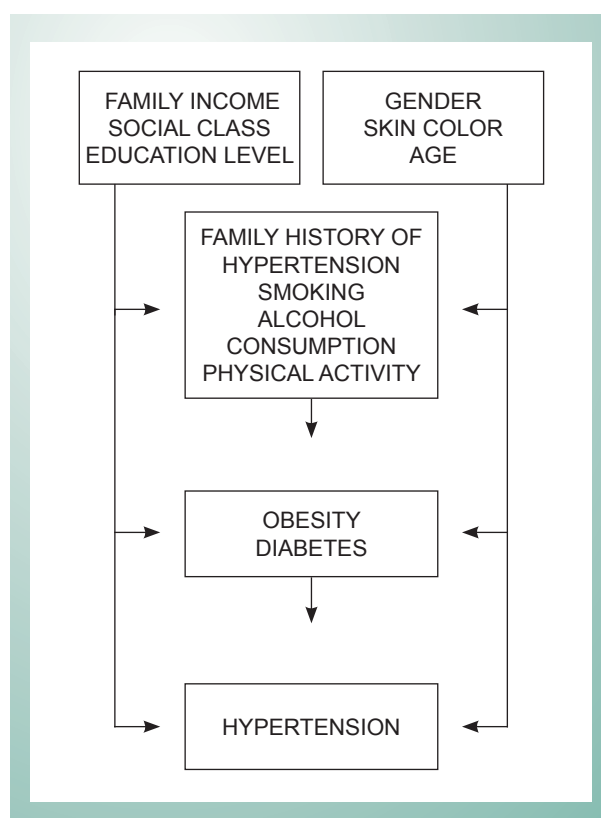 FAMILY INCOME
SOCIAL CLASS
EDUCATION LEVEL
GENDER
SKIN COLOR
AGE
FAMILY HISTORY OF
HYPERTENSION
SMOKING
ALCOHOL
CONSUMPTION
PHYSICAL ACTIVITY
OBESITY
DIABETES
HYPERTENSION